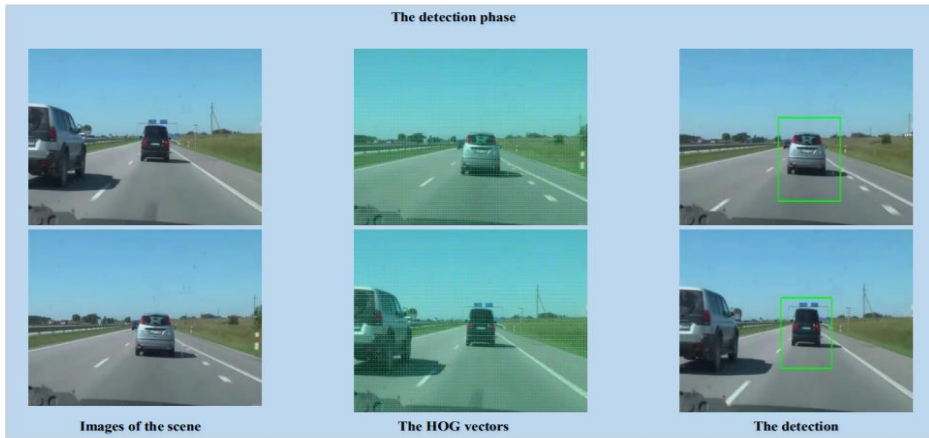 The detection phase
Images of the scene
The HOG vectors
The detection